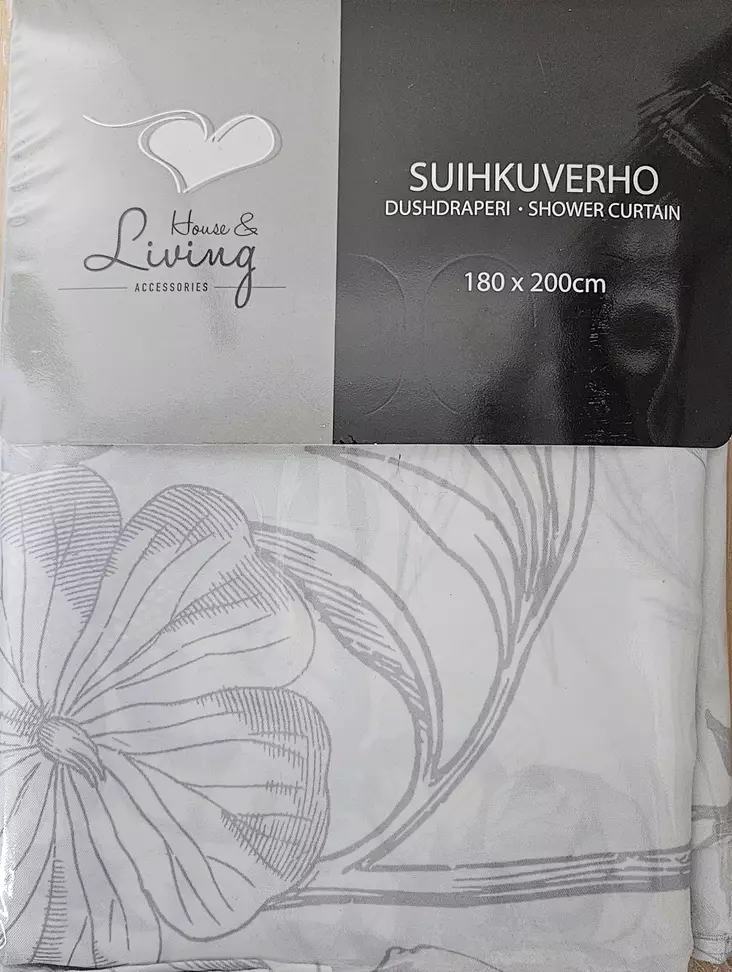 House &
Living
ACCESSORIES
SUIHKUVERHO
DUSHDRAPERI • SHOWER CURTAIN
180 x 200cm